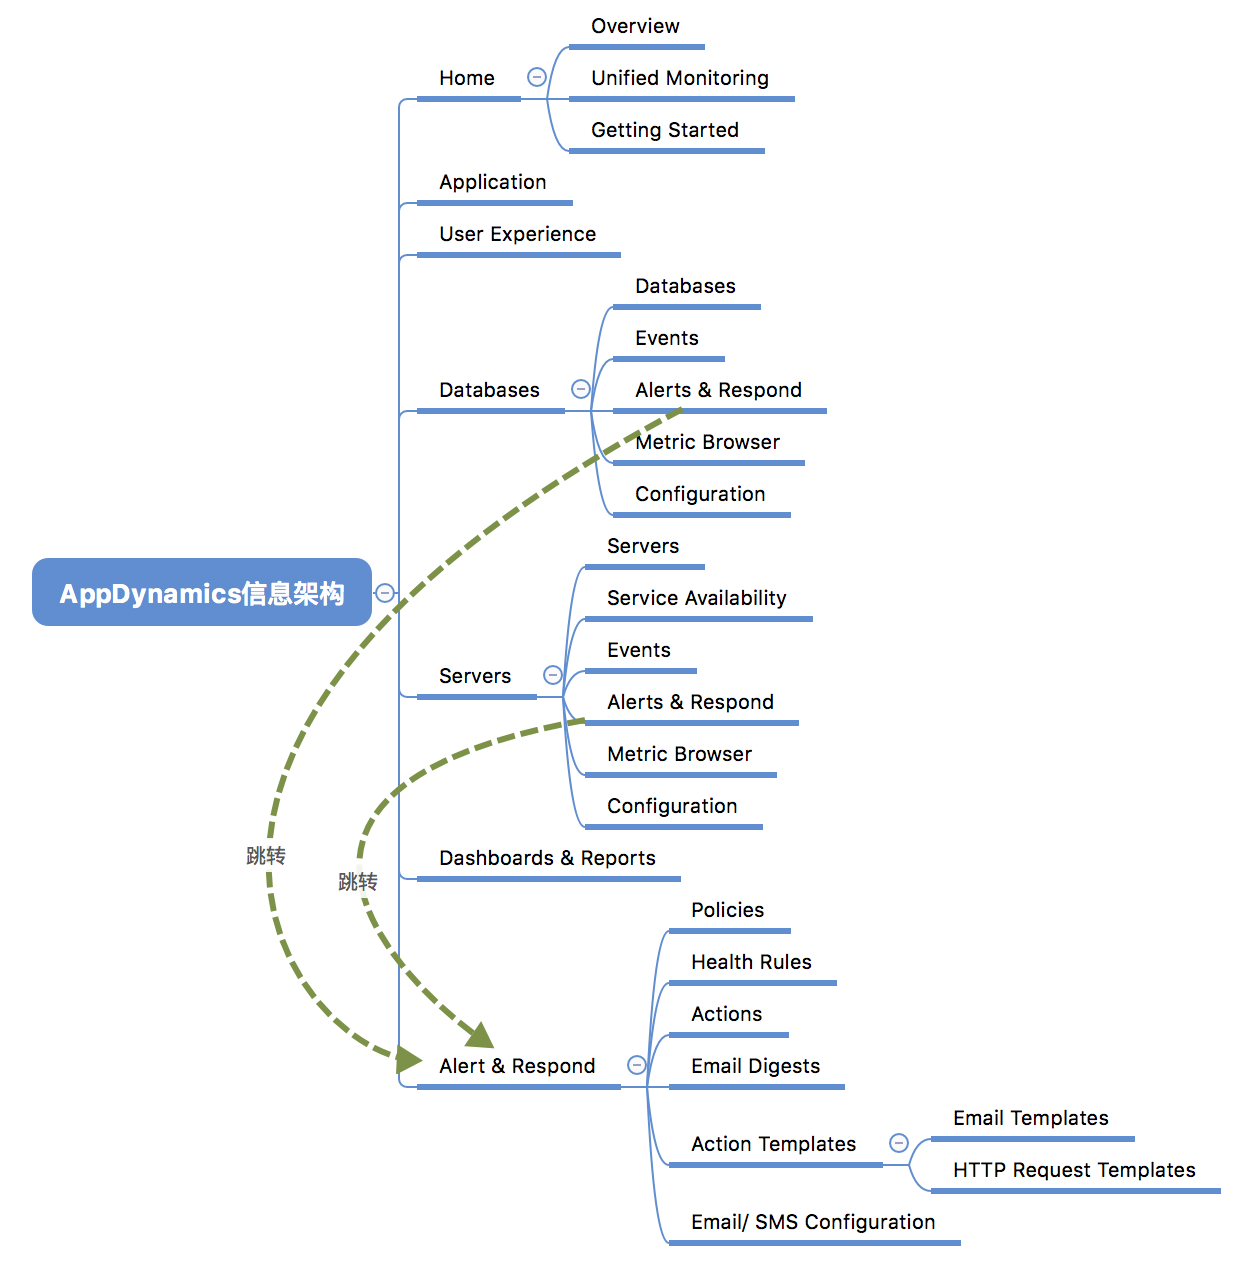 AppDynamics信息架构
Home
Overview
Unified Monitoring
Getting Started
Application
User Experience
Databases
Databases
Events
Alerts & Respond
Metric Browser
Configuration
Servers
Servers
Service Availability
Events
Alerts & Respond
Metric Browser
Configuration
跳转
跳转
Dashboards & Reports
Alert & Respond
Policies
Health Rules
Actions
Email Digests
Action Templates
Email Templates
HTTP Request Templates
Email/ SMS Configuration